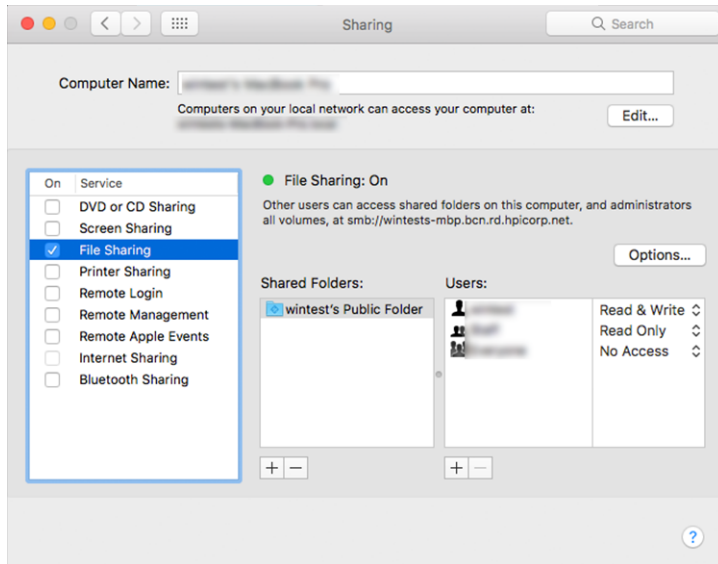 Sharing
Search
Computer Name:
Computers on your local network can access your computer at:
Edit...
On Service
DVD or CD Sharing
Screen Sharing
File Sharing
Printer Sharing
Remote Login
Remote Management
Remote Apple Events
Internet Sharing
Bluetooth Sharing
File Sharing: On
Other users can access shared folders on this computer, and administrators
all volumes, at smb://wintests-mbp.bcn.rd.hpicorp.net.
Options...
Shared Folders:
wintest's Public Folder
Users:
Read & Write
Read Only
No Access
+ −
+ −
?